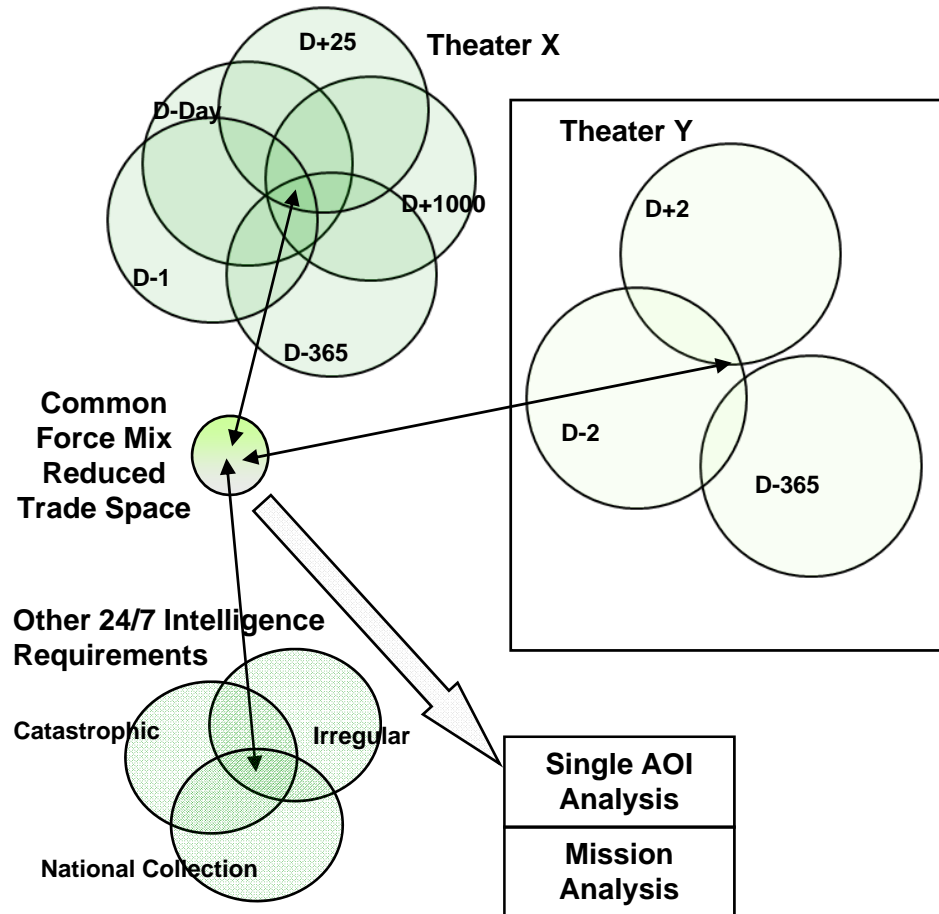 D+25
Theater X
D-Day
D+1000
D-1
D-365
Theater Y
D+2
D-2
D-365
Common
Force Mix
Reduced
Trade Space
Other 24/7 Intelligence
Requirements
Catastrophic
Irregular
National Collection
Single AOI
Analysis
Mission
Analysis